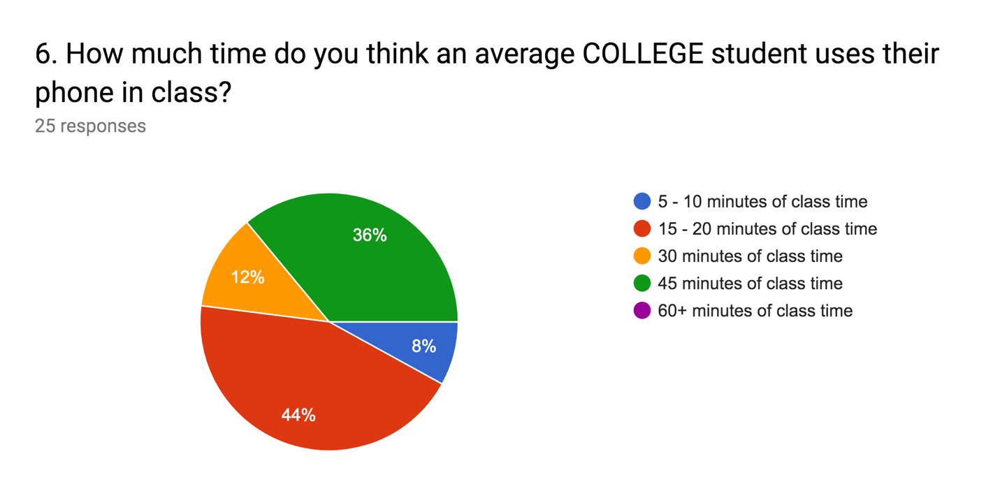 6. How much time do you think an average COLLEGE student uses their
phone in class?
25 responses
36%
12%
8%
44%
5 - 10 minutes of class time
15 - 20 minutes of class time
30 minutes of class time
45 minutes of class time
60+ minutes of class time